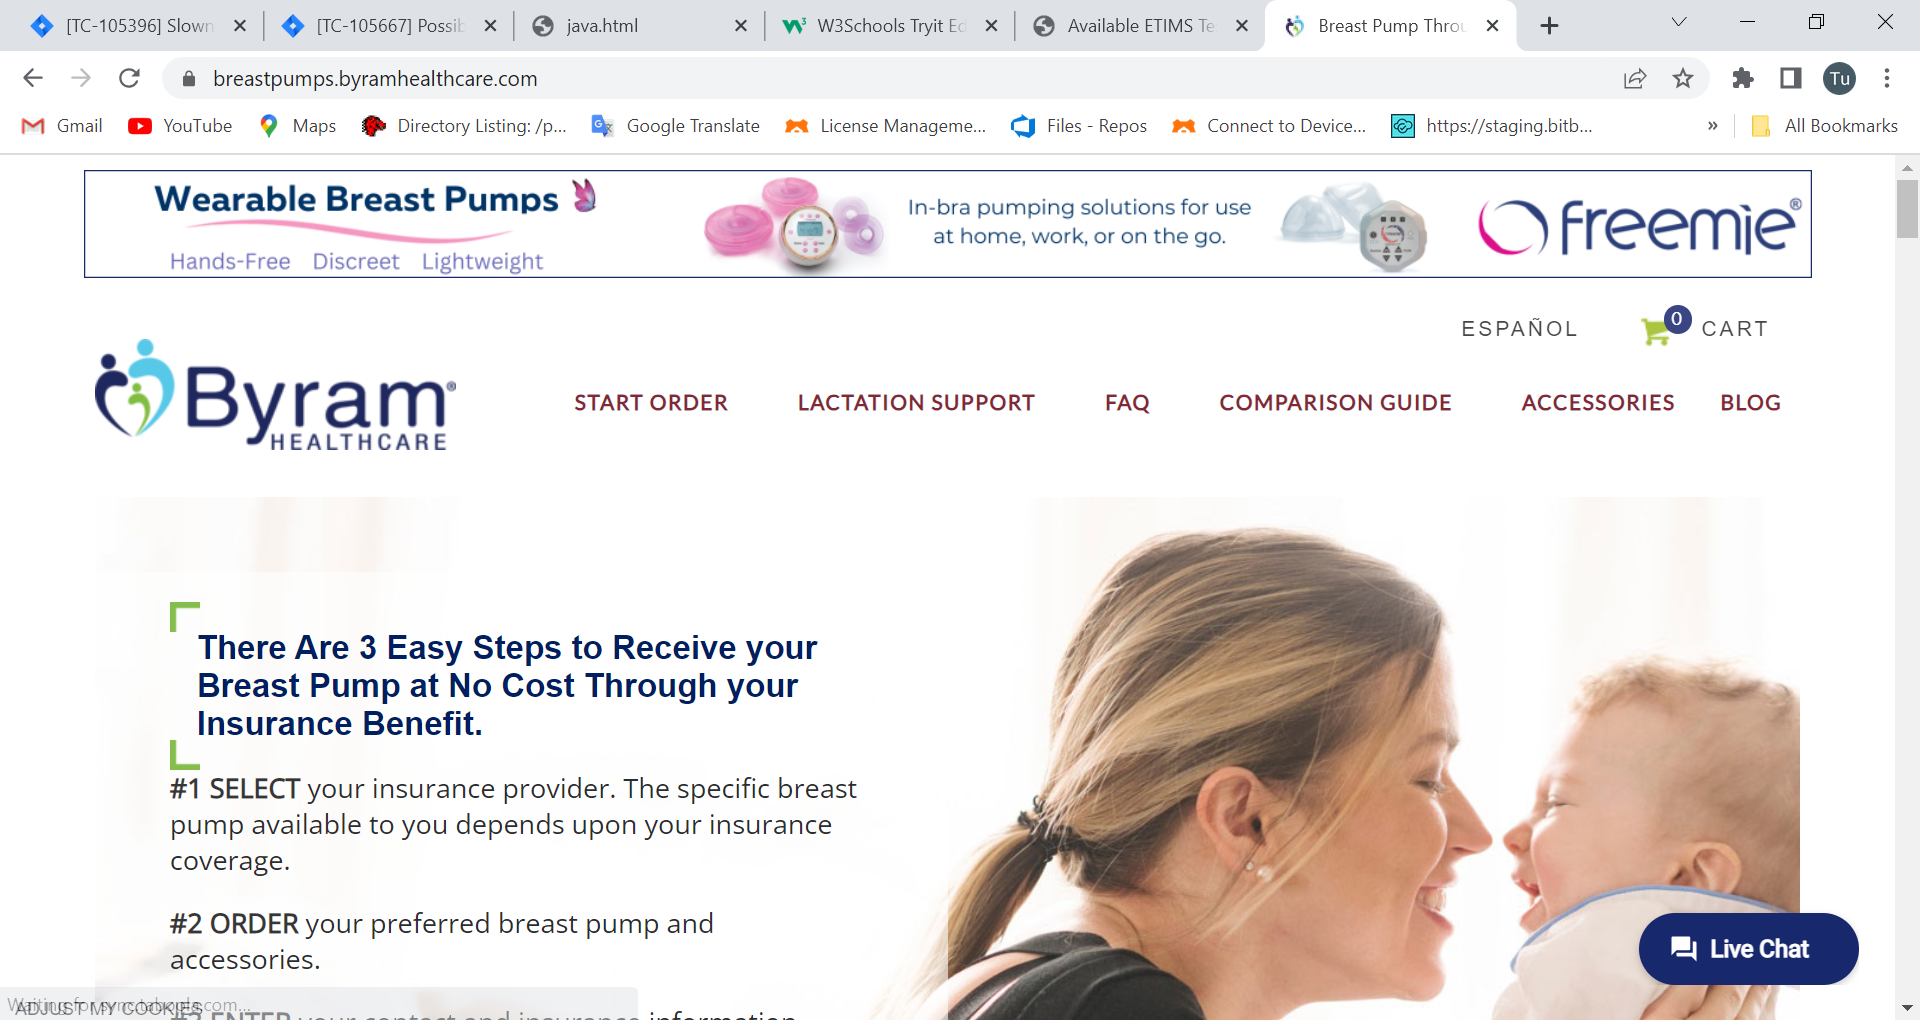 [TC-105396] Slown
[TC-105667] Possib
java.html
W3Schools Tryit Ed
Available ETIMS Te
Breast Pump Throu
breastpumps.byramhealthcare.com
Tu
Gmail
YouTube
Maps
Directory Listing: /p...
Google Translate
License Manageme...
Files - Repos
Connect to Device...
https://staging.bitb...
»
All Bookmarks
Wearable Breast Pumps
Hands-Free Discreet Lightweight
In-bra pumping solutions for use
at home, work, or on the go.
freemie®
ESPAÑOL
0
CART
Byram®
HEALTHCARE
START ORDER
LACTATION SUPPORT
FAQ
COMPARISON GUIDE
ACCESSORIES
BLOG
There Are 3 Easy Steps to Receive your
Breast Pump at No Cost Through your
Insurance Benefit.
#1 SELECT your insurance provider. The specific breast
pump available to you depends upon your insurance
coverage.
#2 ORDER your preferred breast pump and
accessories.
#3 ENTER your contact and insurance information
Live Chat
Waiting for sync.taboola.com...
ADJUST MY COOKIES